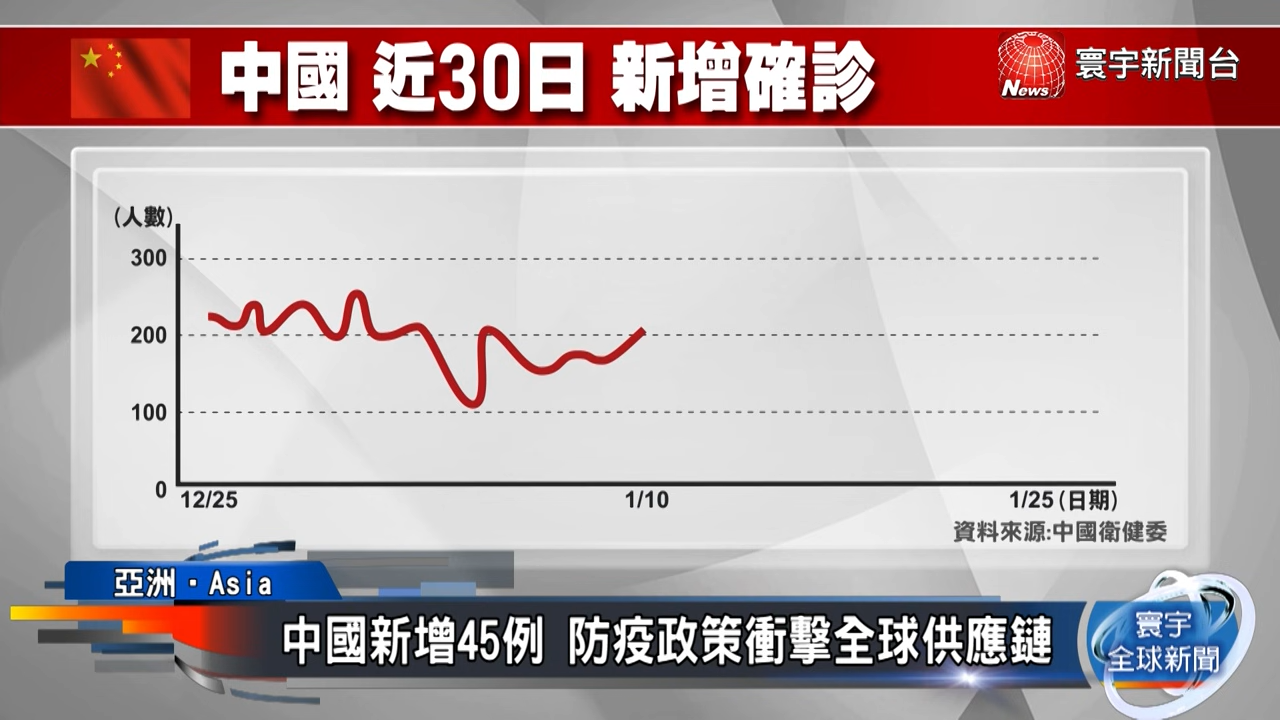 中國 近30日 新增確診
News 寰宇新聞台
(人數)
300
200
100
0
12/25 1/10 1/25 (日期)
資料來源:中國衛健委
亞洲·Asia
中國新增45例 防疫政策衝擊全球供應鏈
寰宇
全球新聞